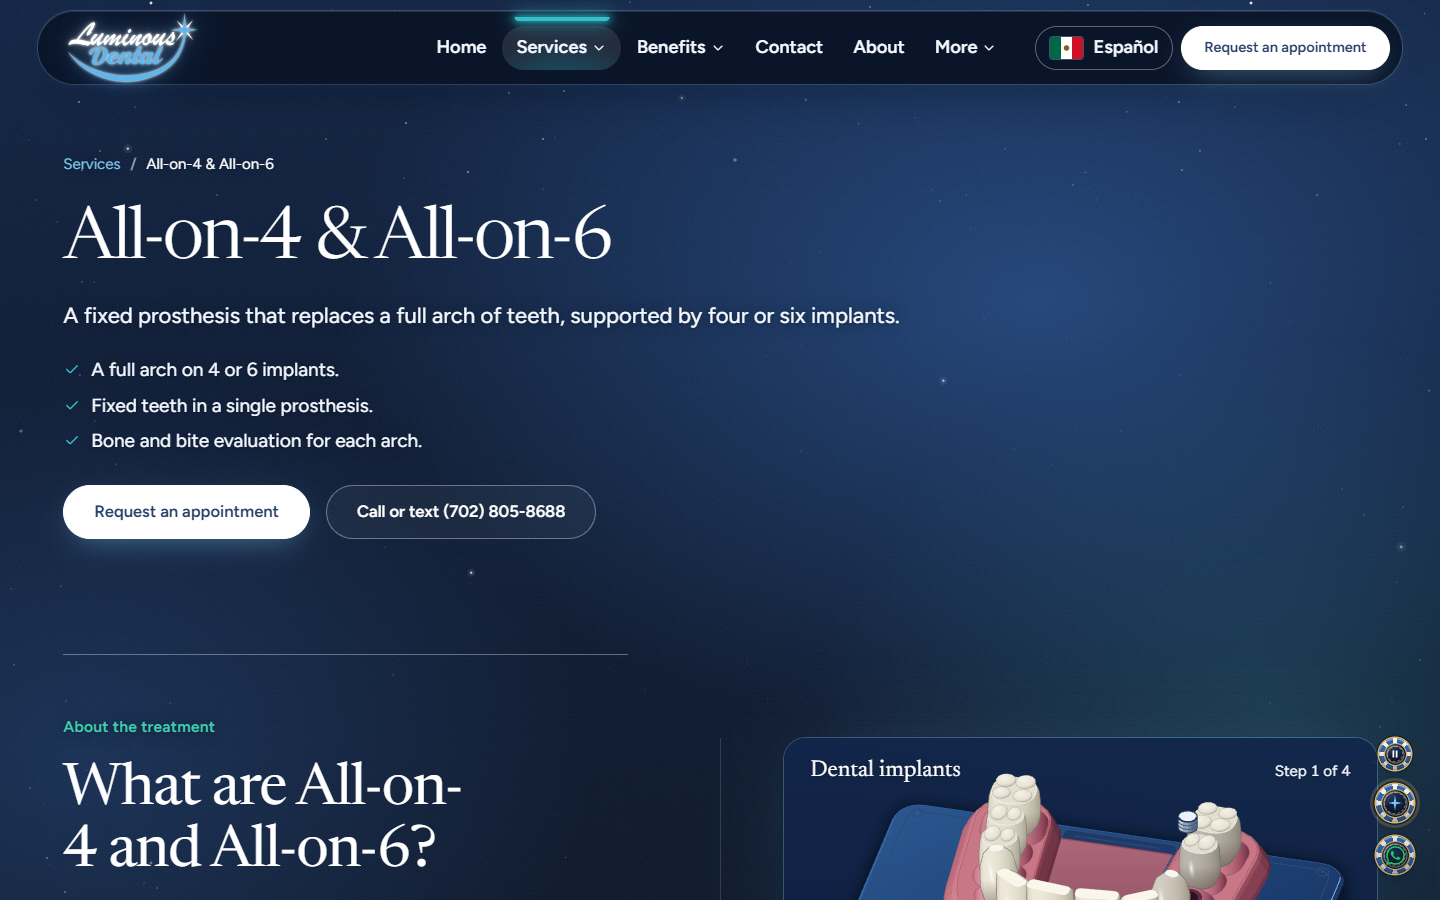 Luminous
Dental
Home
Services
Benefits
Contact
About
More
Español
Request an appointment
Services / All-on-4 & All-on-6
All-on-4 & All-on-6
A fixed prosthesis that replaces a full arch of teeth, supported by four or six implants.
A full arch on 4 or 6 implants.
Fixed teeth in a single prosthesis.
Bone and bite evaluation for each arch.
Request an appointment
Call or text (702) 805-8688
About the treatment
What are All-on-
4 and All-on-6?
Dental implants
Step 1 of 4